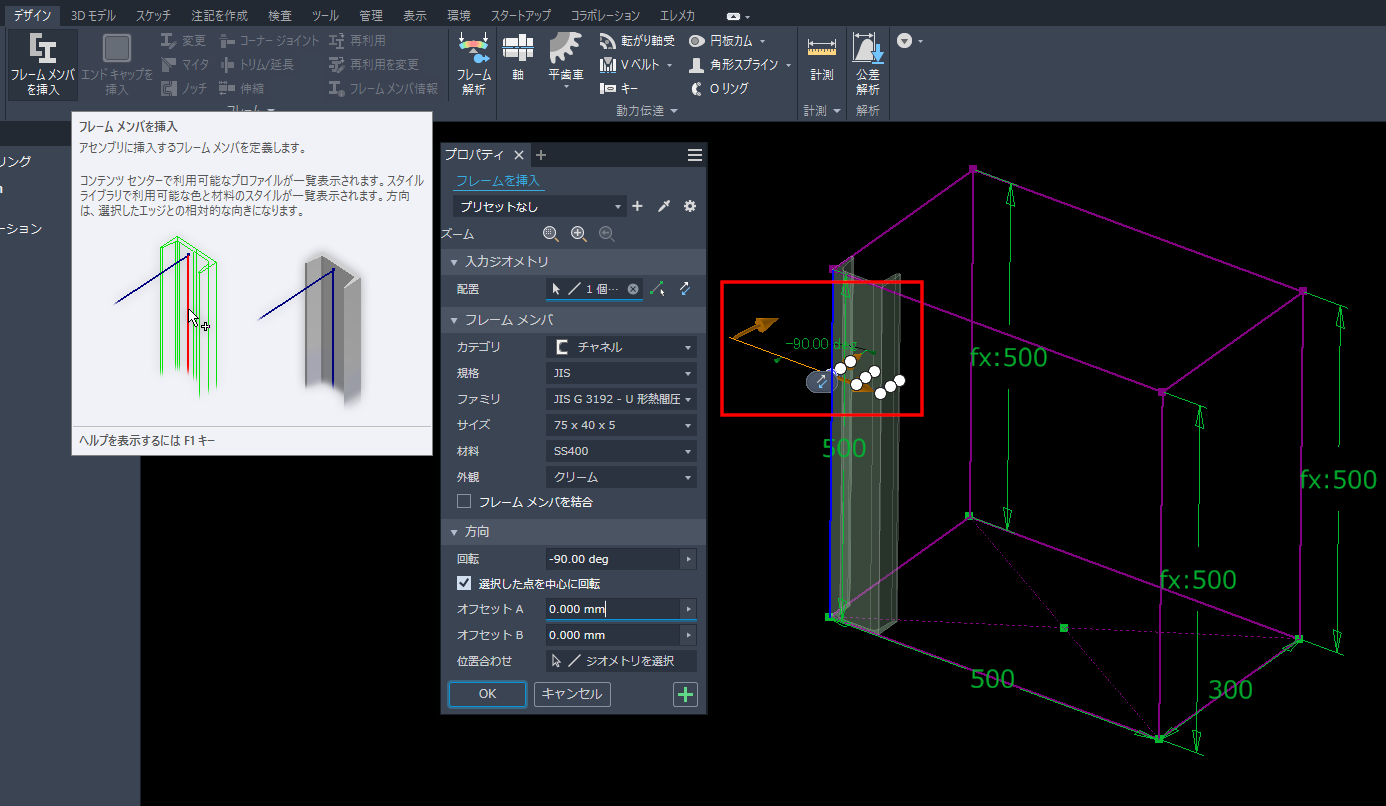 デザイン 3D モデル スケッチ 注記を作成 検査 ツール 管理 表示 環境 スタートアップ コラボレーション エレメカ
フレーム メンバ
を挿入
エンド キャップを
挿入
変更
マイタ
ノッチ
コーナー ジョイント
トリム/延長
伸縮
再利用
再利用を変更
フレーム メンバ情報
フレーム
フレーム
解析
軸
平歯車
転がり軸受
V ベルト
キー
円板カム
角形スプライン
O リング
動力伝達
計測
計測
公差
解析
解析
リング
ーション
フレーム メンバを挿入
アセンブリに挿入するフレーム メンバを定義します。
コンテンツ センターで利用可能なプロファイルが一覧表示されます。スタイル
ライブラリで利用可能な色と材料のスタイルが一覧表示されます。方向
は、選択したエッジとの相対的な向きになります。
ヘルプを表示するには F1 キー
プロパティ
フレームを挿入
プリセットなし
ズーム
入力ジオメトリ
配置 1 個…
フレーム メンバ
カテゴリ チャネル
規格 JIS
ファミリ JIS G 3192 - U 形熱間圧
サイズ 75 x 40 x 5
材料 SS400
外観 クリーム
フレーム メンバを結合
方向
回転 -90.00 deg
選択した点を中心に回転
オフセット A 0.000 mm
オフセット B 0.000 mm
位置合わせ ジオメトリを選択
OK キャンセル
-90.00 deg
fx:500
500
fx:500
fx:500
500
300